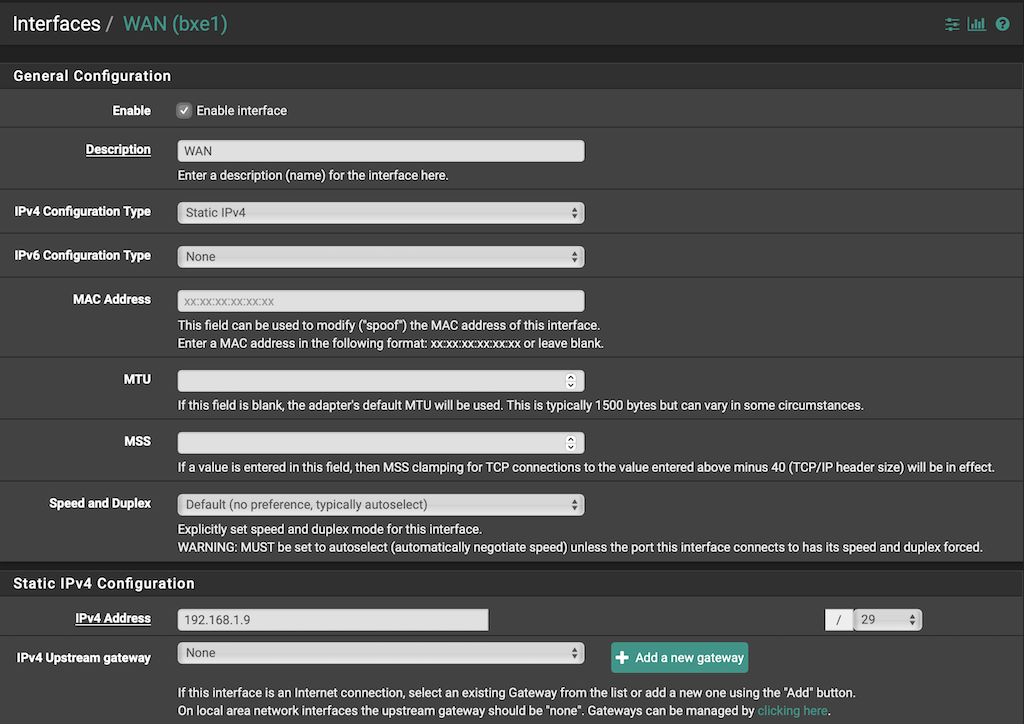 Interfaces / WAN (bxe1)
General Configuration
Enable Enable interface
Description WAN
Enter a description (name) for the interface here.
IPv4 Configuration Type Static IPv4
IPv6 Configuration Type None
MAC Address xx:xx:xx:xx:xx:xx
This field can be used to modify ("spoof") the MAC address of this interface.
Enter a MAC address in the following format: xx:xx:xx:xx:xx:xx or leave blank.
MTU
If this field is blank, the adapter's default MTU will be used. This is typically 1500 bytes but can vary in some circumstances.
MSS
If a value is entered in this field, then MSS clamping for TCP connections to the value entered above minus 40 (TCP/IP header size) will be in effect.
Speed and Duplex Default (no preference, typically autoselect)
Explicitly set speed and duplex mode for this interface.
WARNING: MUST be set to autoselect (automatically negotiate speed) unless the port this interface connects to has its speed and duplex forced.
Static IPv4 Configuration
IPv4 Address 192.168.1.9 / 29
IPv4 Upstream gateway None + Add a new gateway
If this interface is an Internet connection, select an existing Gateway from the list or add a new one using the "Add" button.
On local area network interfaces the upstream gateway should be "none". Gateways can be managed by clicking here.